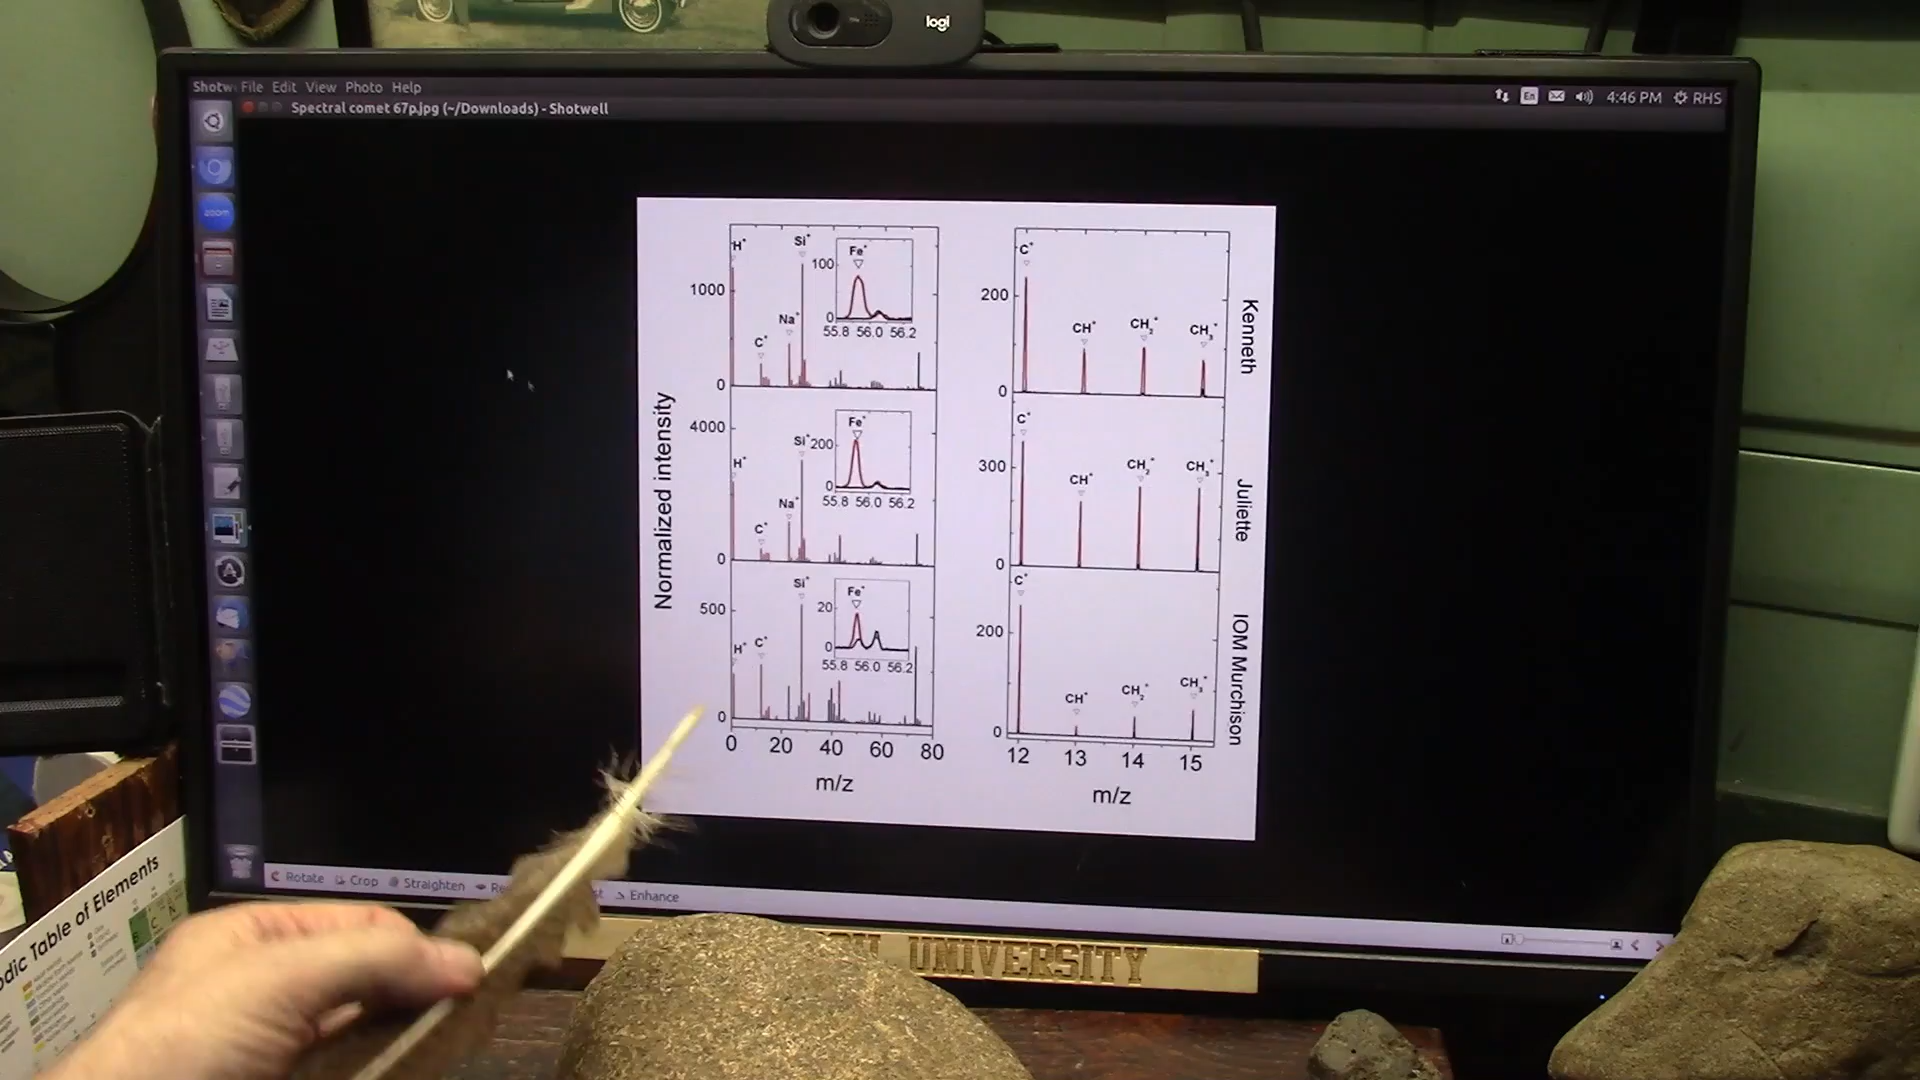 logi
Shotw File Edit View Photo Help
4:46 PM
RHS
En
Spectral comet 67p.jpg (~/Downloads) - Shotwell
zoom
Normalized intensity
H⁺
C⁺
Na⁺
Si⁺
1000
0
Fe⁺
100
0
55.8 56.0 56.2
H⁺
C⁺
Na⁺
Si⁺
4000
0
Fe⁺
200
0
55.8 56.0 56.2
H⁺
C⁺
Si⁺
500
0
Fe⁺
20
0
55.8 56.0 56.2
0 20 40 60 80
m/z
C⁺
CH⁺
CH₂⁺
CH₃⁺
200
0
Kenneth
C⁺
CH⁺
CH₂⁺
CH₃⁺
300
0
Juliette
C⁺
CH⁺
CH₂⁺
CH₃⁺
200
0
IOM Murchison
12 13 14 15
m/z
Rotate Crop Straighten Enhance
UNIVERSITY
odic Table of Elements
C N